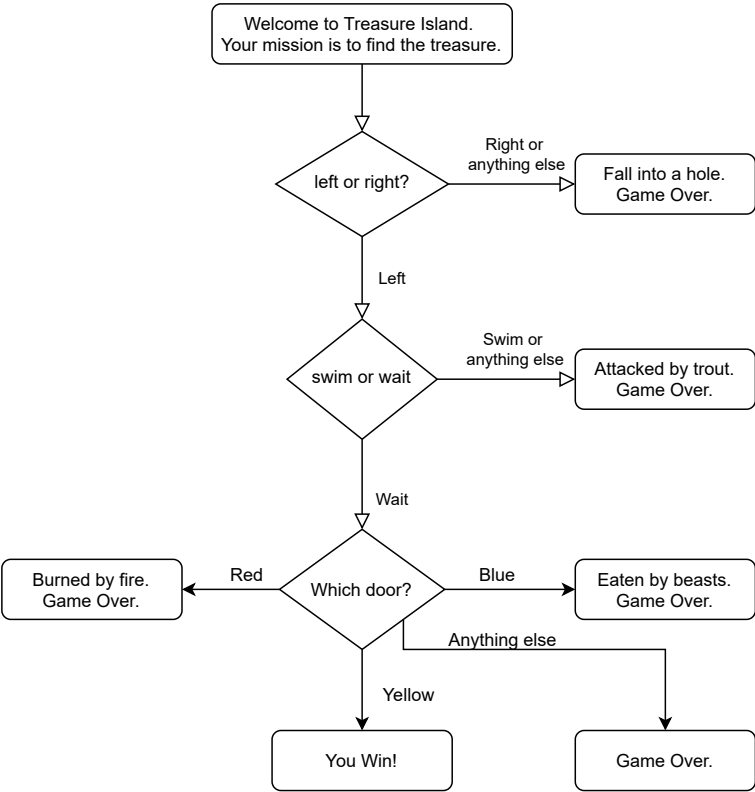 Welcome to Treasure Island.
Your mission is to find the treasure.
left or right?
Right or
anything else
Fall into a hole.
Game Over.
Left
swim or wait
Swim or
anything else
Attacked by trout.
Game Over.
Wait
Which door?
Red
Burned by fire.
Game Over.
Blue
Eaten by beasts.
Game Over.
Anything else
Yellow
You Win!
Game Over.